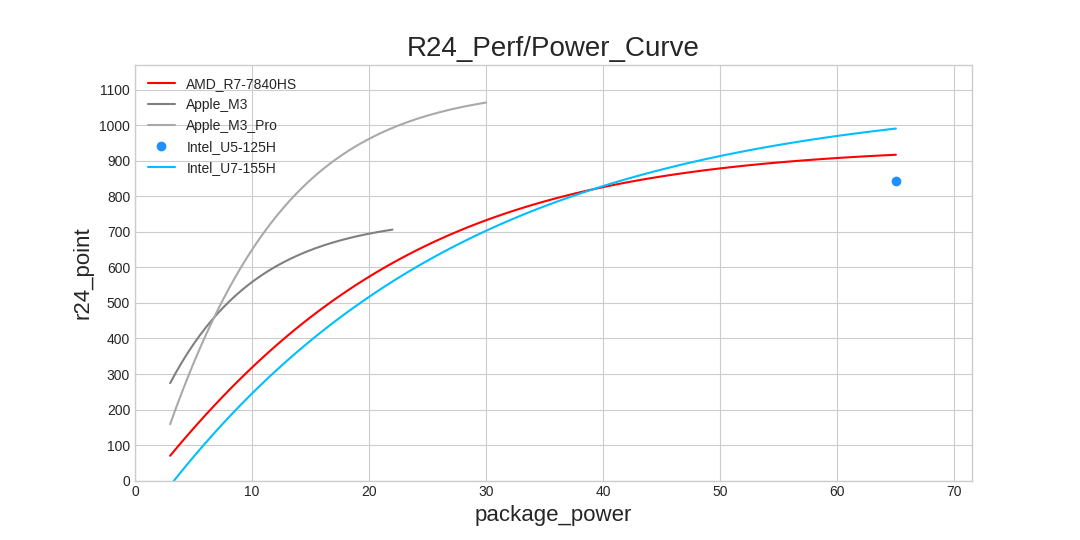 R24_Perf/Power_Curve
AMD_R7-7840HS
Apple_M3
Apple_M3_Pro
Intel_U5-125H
Intel_U7-155H
r24_point
1100
1000
900
800
700
600
500
400
300
200
100
0
0 10 20 30 40 50 60 70
package_power